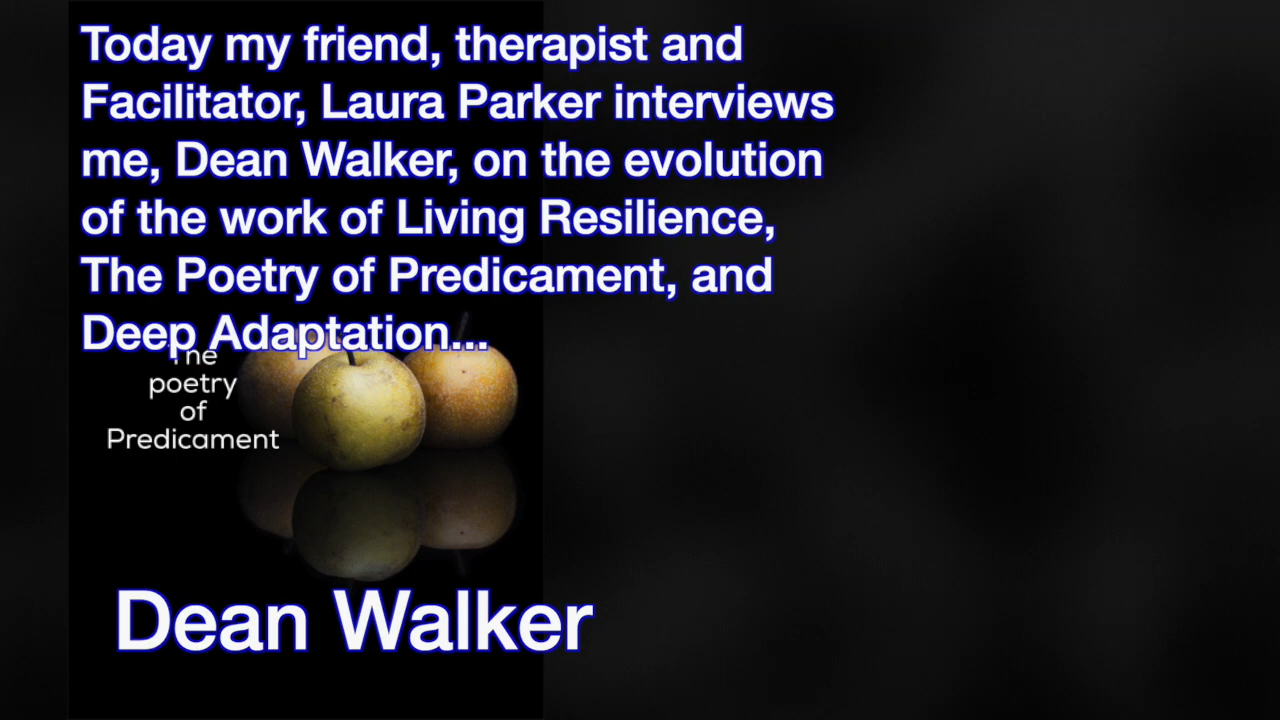 Today my friend, therapist and
Facilitator, Laura Parker interviews
me, Dean Walker, on the evolution
of the work of Living Resilience,
The Poetry of Predicament, and
Deep Adaptation...
The
poetry
of
Predicament
Dean Walker